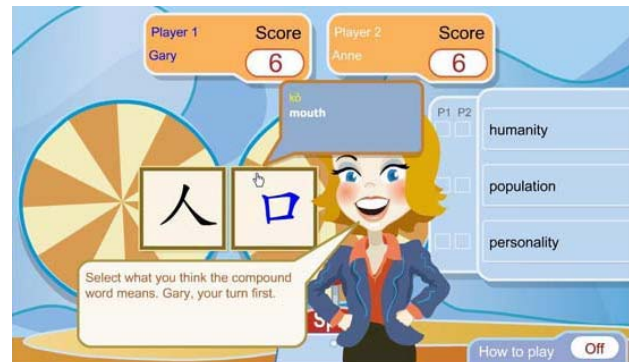 Player 1
Gary
Score
6
Player 2
Anne
Score
6
mouth
P1 P2
人
口
humanity
population
personality
Select what you think the compound
word means. Gary, your turn first.
How to play
Off